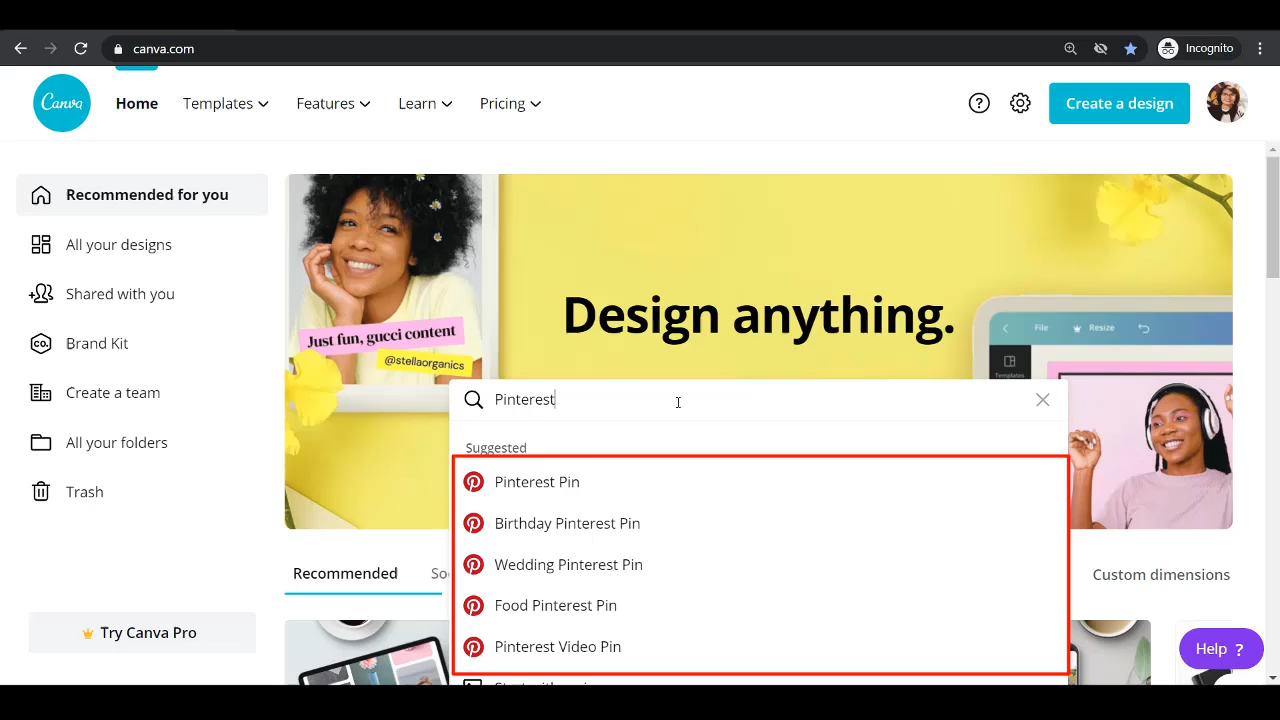 canva.com
Incognito
Canva
Home
Templates
Features
Learn
Pricing
?
Create a design
Recommended for you
All your designs
Shared with you
Brand Kit
Create a team
All your folders
Trash
Try Canva Pro
Just fun, gucci content
@stellaorganics
Design anything.
File
Resize
Templates
Pinterest
Suggested
Pinterest Pin
Birthday Pinterest Pin
Wedding Pinterest Pin
Food Pinterest Pin
Pinterest Video Pin
Recommended
So
Custom dimensions
Help ?